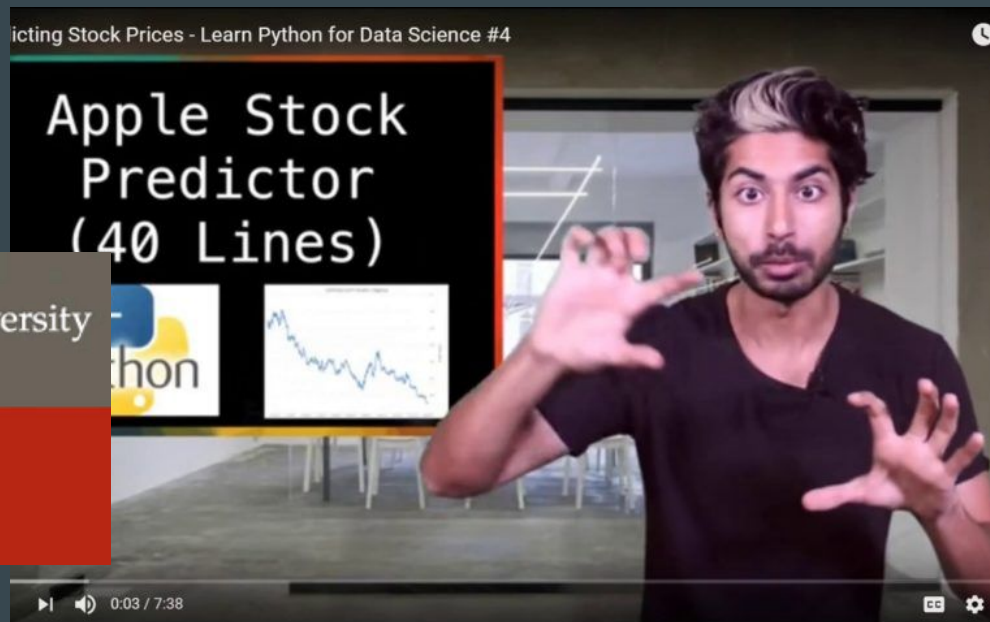 icting Stock Prices - Learn Python for Data Science #4
Apple Stock
Predictor
(40 Lines)
ersity
thon
0:03 / 7:38
CC